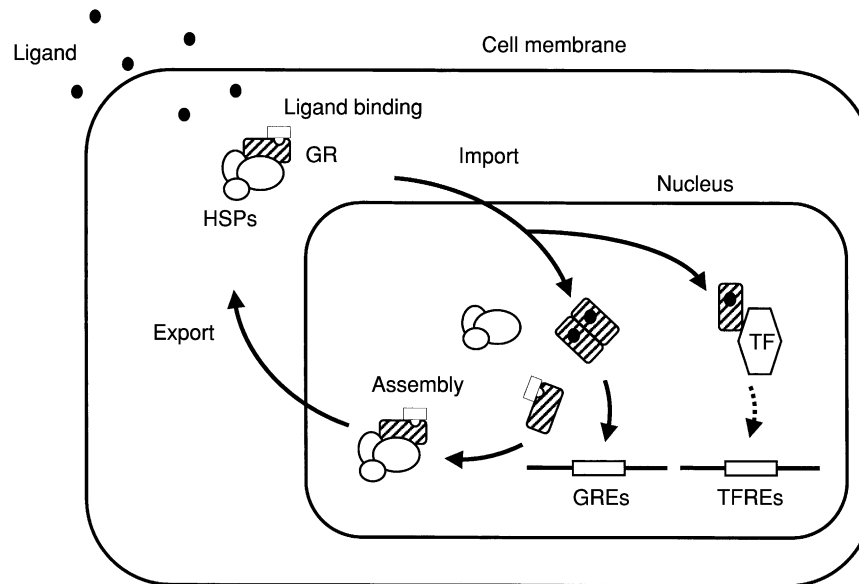 Cell membrane
Ligand
Ligand binding
GR
Import
Nucleus
HSPs
Export
TF
Assembly
GREs
TFREs